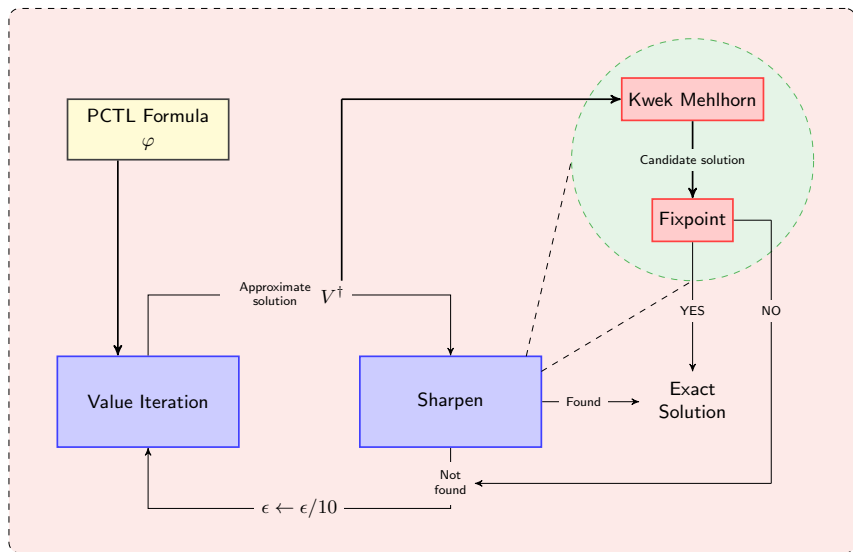 PCTL Formula
φ
Kwek Mehlhorn
Candidate solution
Fixpoint
Approximate
solution
V†
YES
NO
Value Iteration
Sharpen
Found
Exact
Solution
Not
found
ϵ ← ϵ/10